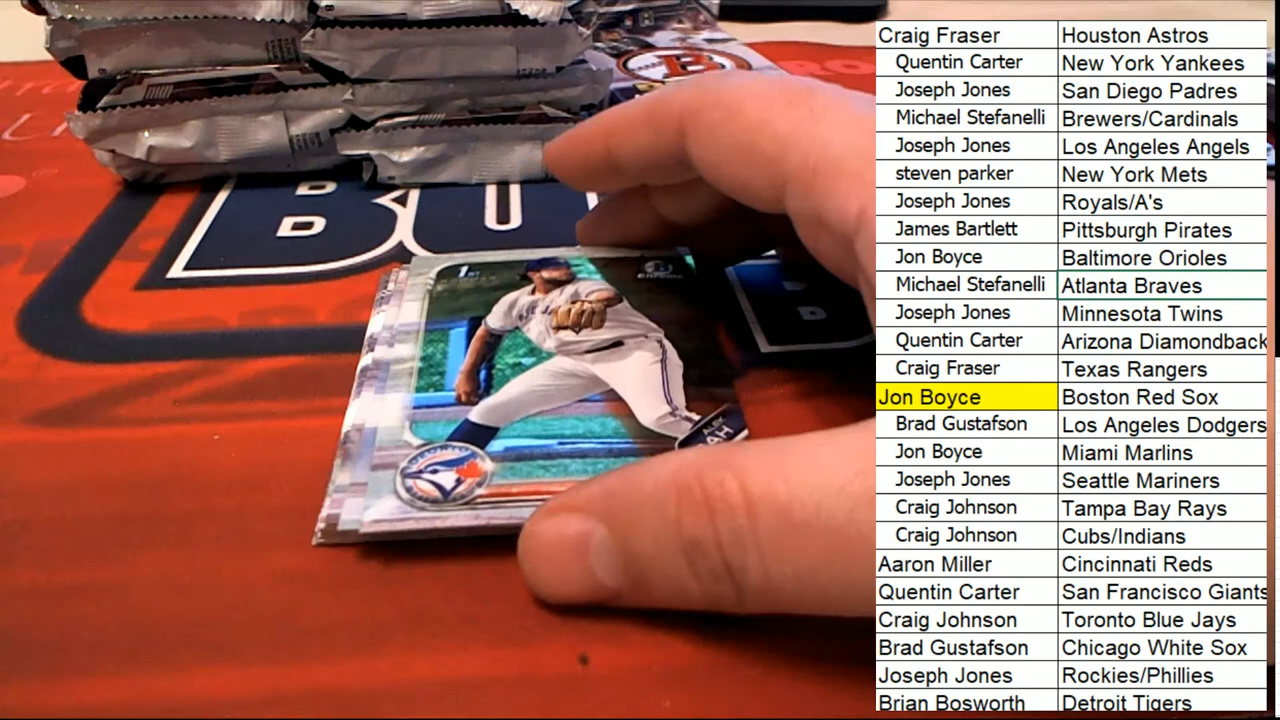 Craig Fraser Houston Astros
Quentin Carter New York Yankees
Joseph Jones San Diego Padres
Michael Stefanelli Brewers/Cardinals
Joseph Jones Los Angeles Angels
steven parker New York Mets
Joseph Jones Royals/A's
James Bartlett Pittsburgh Pirates
Jon Boyce Baltimore Orioles
Michael Stefanelli Atlanta Braves
Joseph Jones Minnesota Twins
Quentin Carter Arizona Diamondback
Craig Fraser Texas Rangers
Jon Boyce Boston Red Sox
Brad Gustafson Los Angeles Dodgers
Jon Boyce Miami Marlins
Joseph Jones Seattle Mariners
Craig Johnson Tampa Bay Rays
Craig Johnson Cubs/Indians
Aaron Miller Cincinnati Reds
Quentin Carter San Francisco Giants
Craig Johnson Toronto Blue Jays
Brad Gustafson Chicago White Sox
Joseph Jones Rockies/Phillies
Brian Bosworth Detroit Tigers
B
BU
B
1ST
ALEK